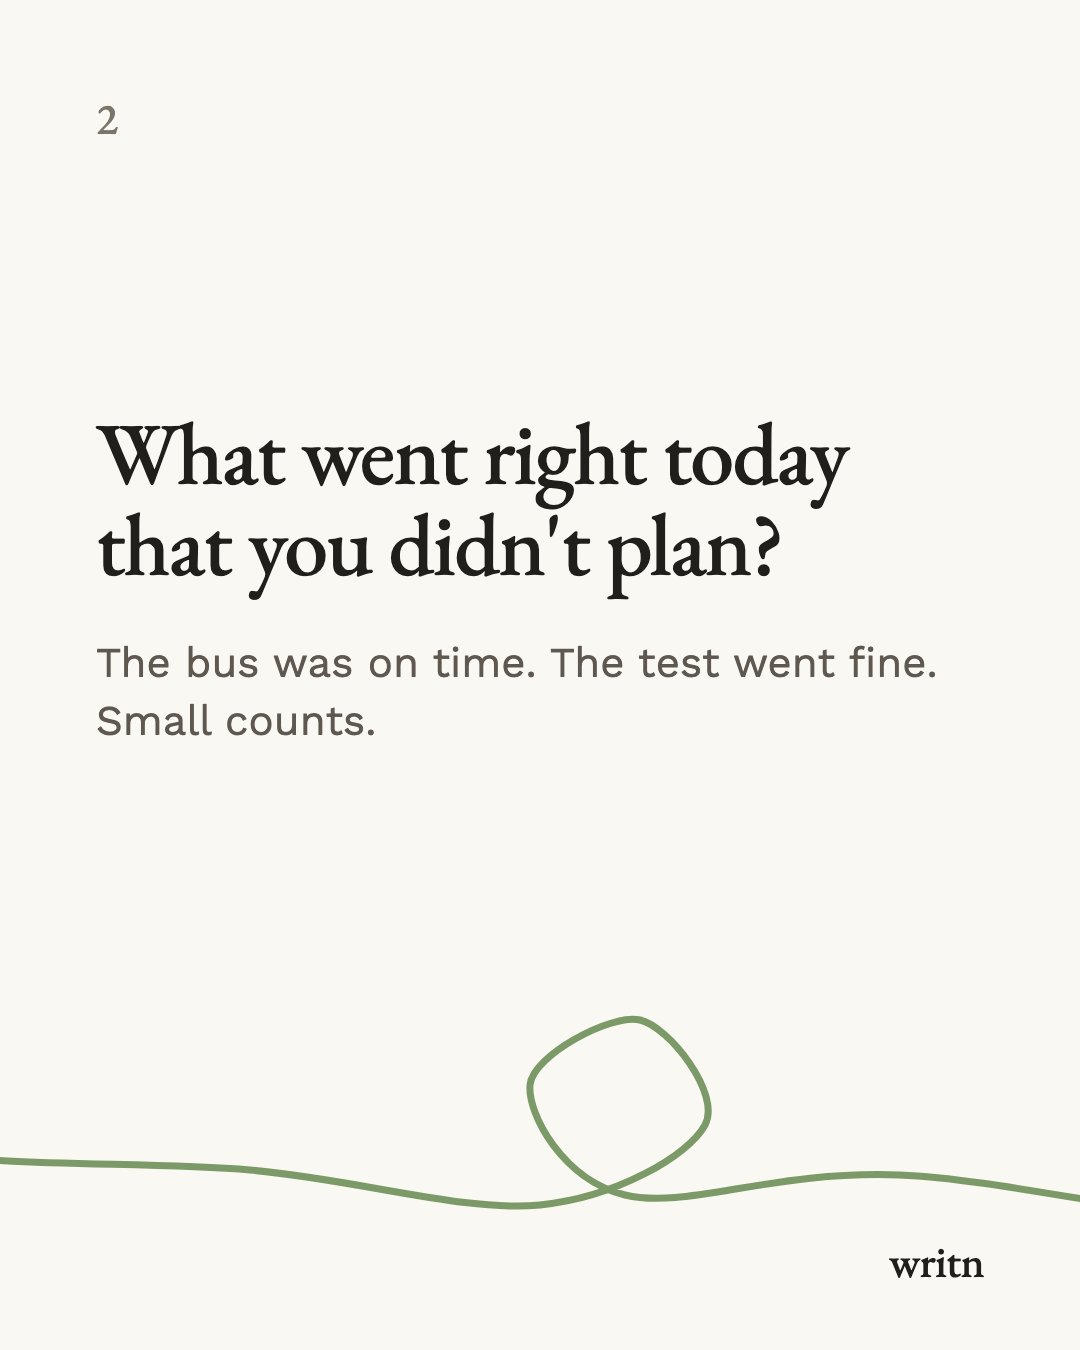 2
What went right today
that you didn't plan?
The bus was on time. The test went fine.
Small counts.
writn